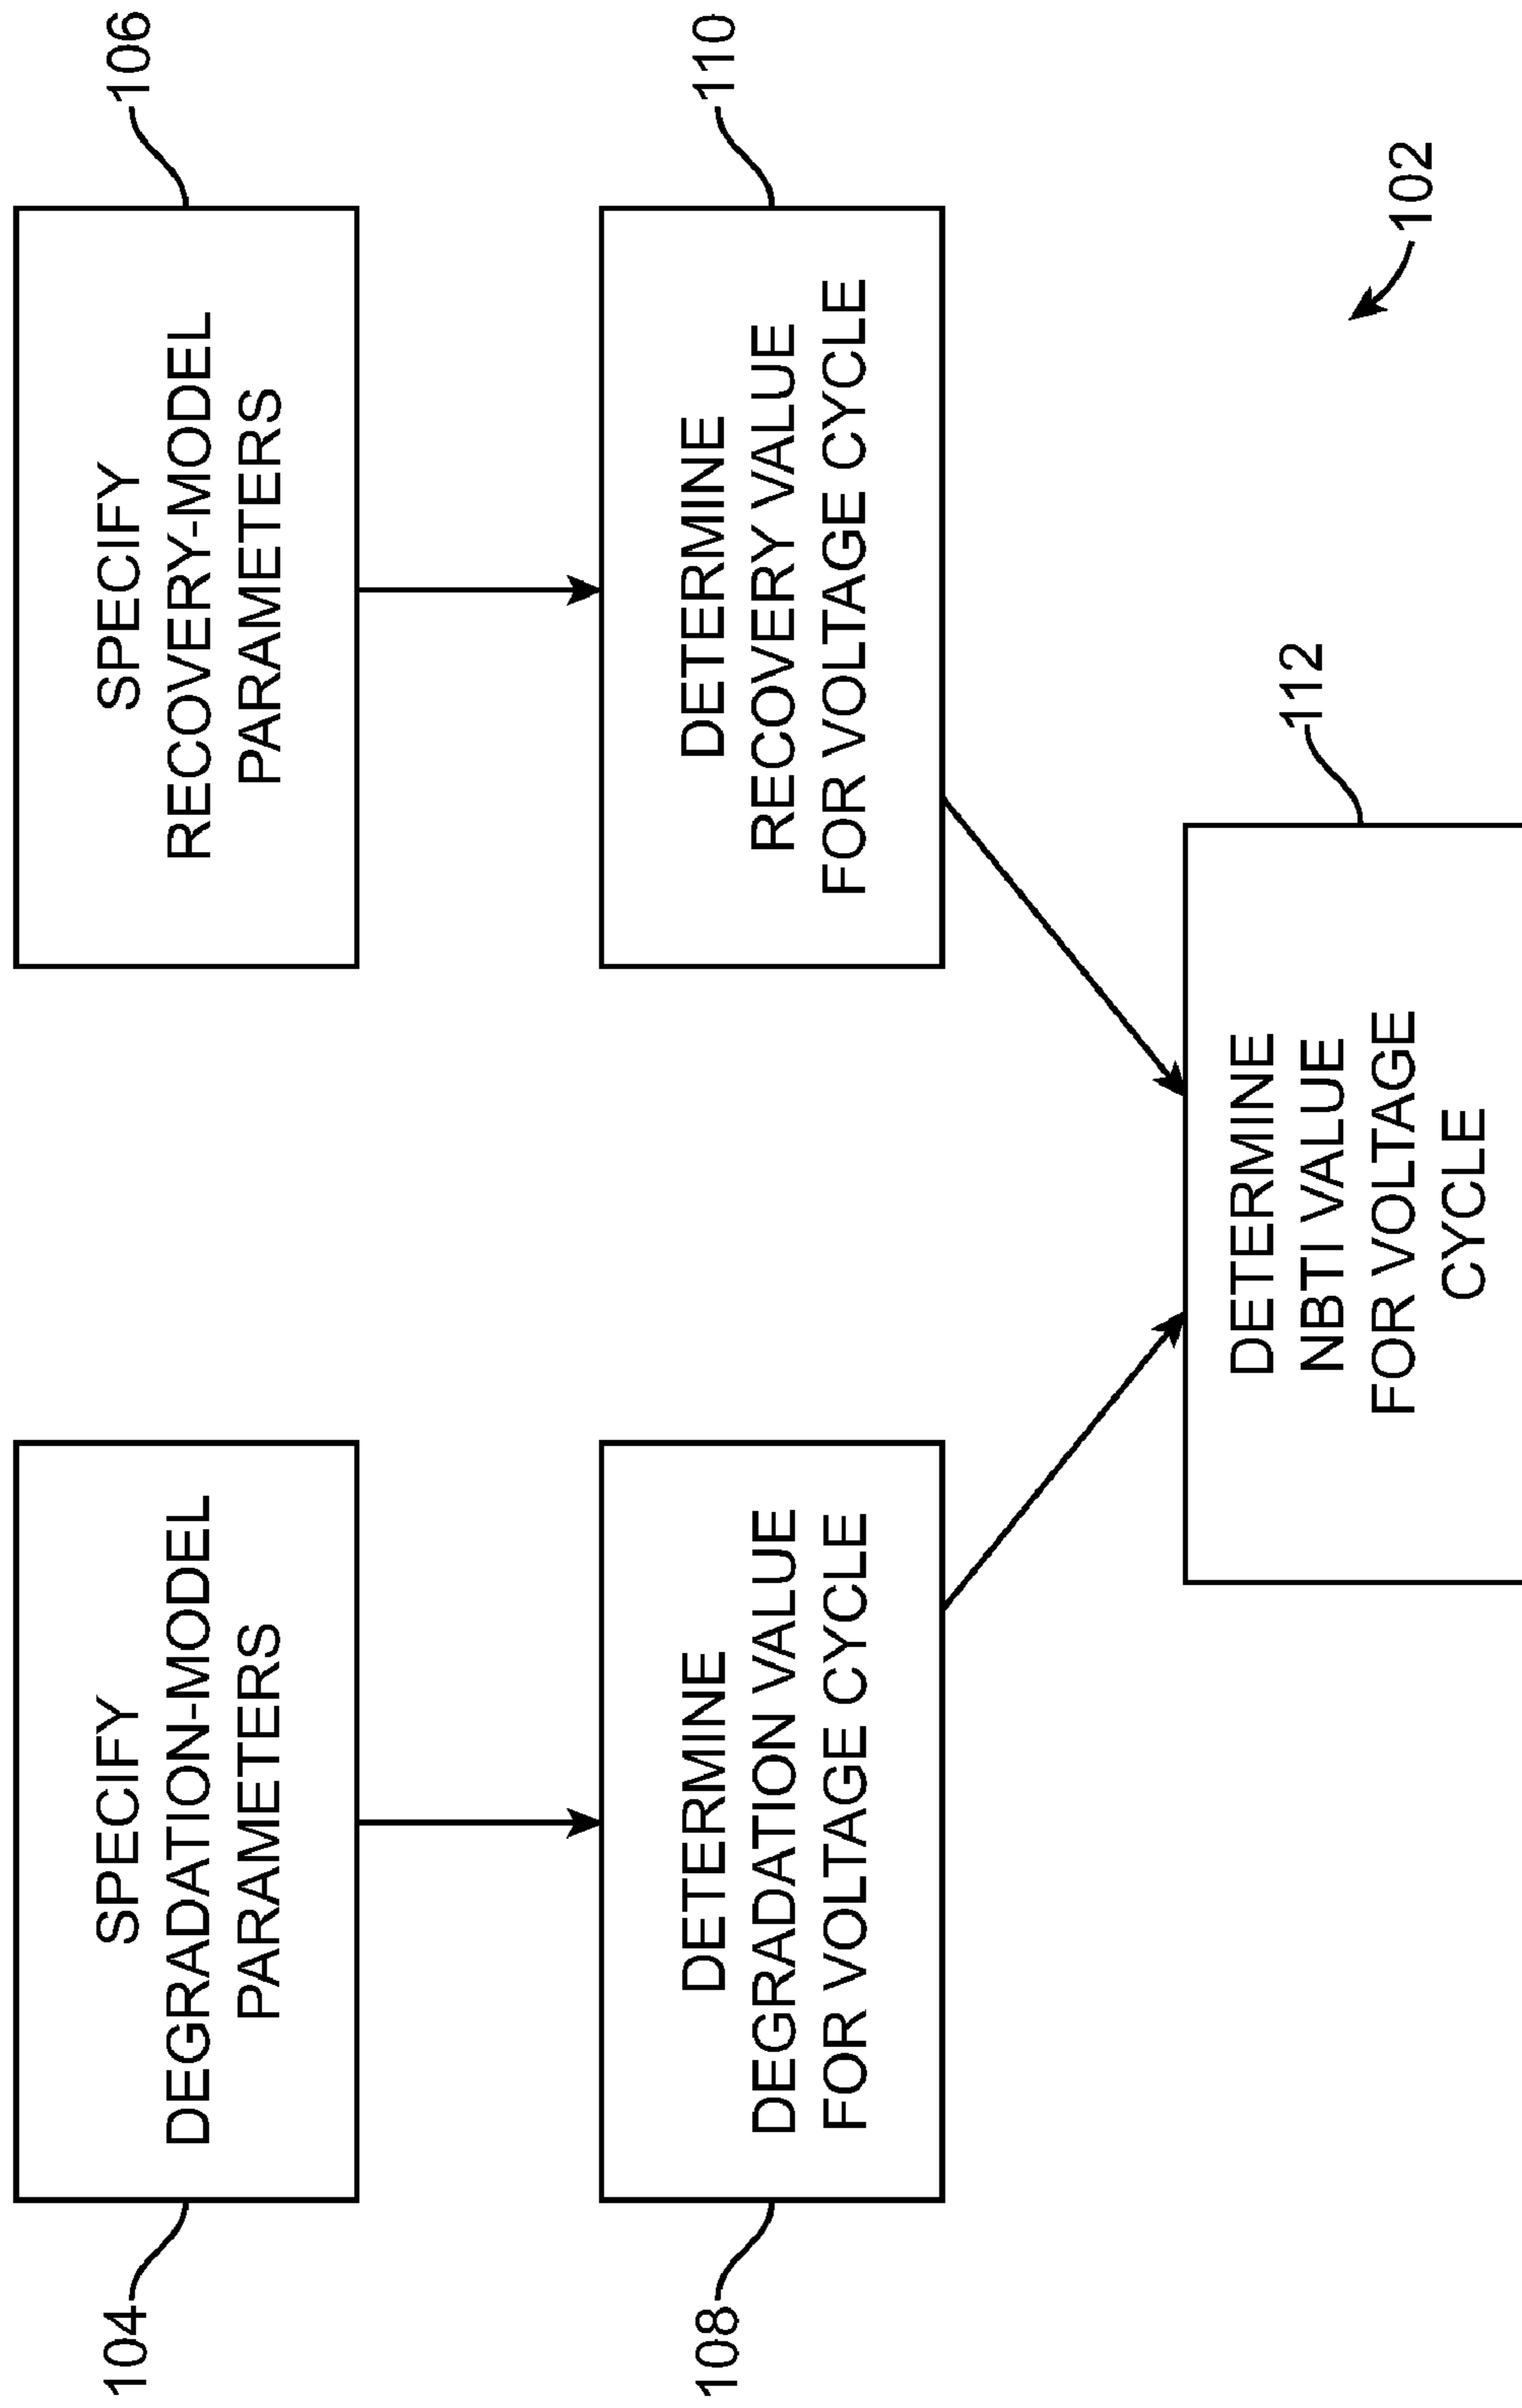 104
SPECIFY
DEGRADATION-MODEL
PARAMETERS
SPECIFY
RECOVERY-MODEL
PARAMETERS
106
108
DETERMINE
DEGRADATION VALUE
FOR VOLTAGE CYCLE
DETERMINE
RECOVERY VALUE
FOR VOLTAGE CYCLE
110
DETERMINE
NBTI VALUE
FOR VOLTAGE
CYCLE
112
102